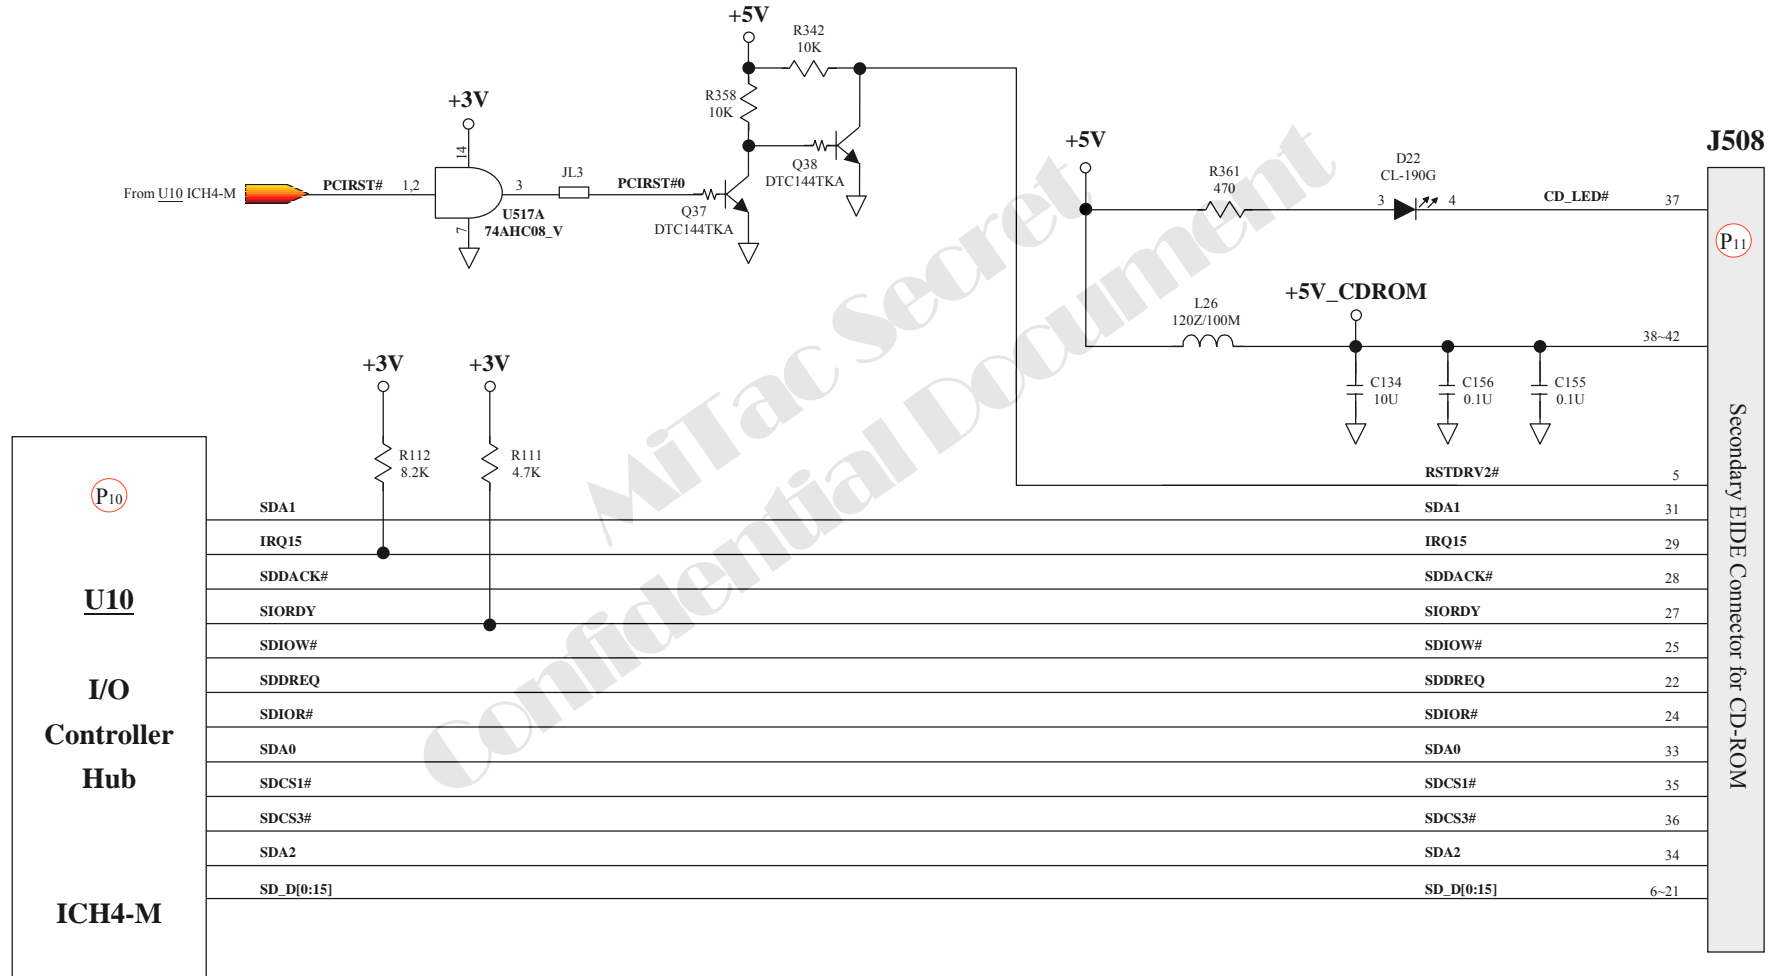 +5V
R342
10K
R358
10K
+3V
14
From U10 ICH4-M
PCIRST#
1,2
3
JL3
PCIRST#0
7
U517A
74AHC08_V
Q37
DTC144TKA
Q38
DTC144TKA
+5V
R361
470
D22
CL-190G
3
4
CD_LED#
37
J508
P11
L26
120Z/100M
+5V_CDROM
38~42
C134
10U
C156
0.1U
C155
0.1U
+3V
+3V
R112
8.2K
R111
4.7K
MiTac Secret
Confidential Document
P10
U10
I/O
Controller
Hub
ICH4-M
RSTDRV2# 5
SDA1 SDA1 31
IRQ15 IRQ15 29
SDDACK# SDDACK# 28
SIORDY SIORDY 27
SDIOW# SDIOW# 25
SDDREQ SDDREQ 22
SDIOR# SDIOR# 24
SDA0 SDA0 33
SDCS1# SDCS1# 35
SDCS3# SDCS3# 36
SDA2 SDA2 34
SD_D[0:15] SD_D[0:15] 6~21
Secondary EIDE Connector for CD-ROM